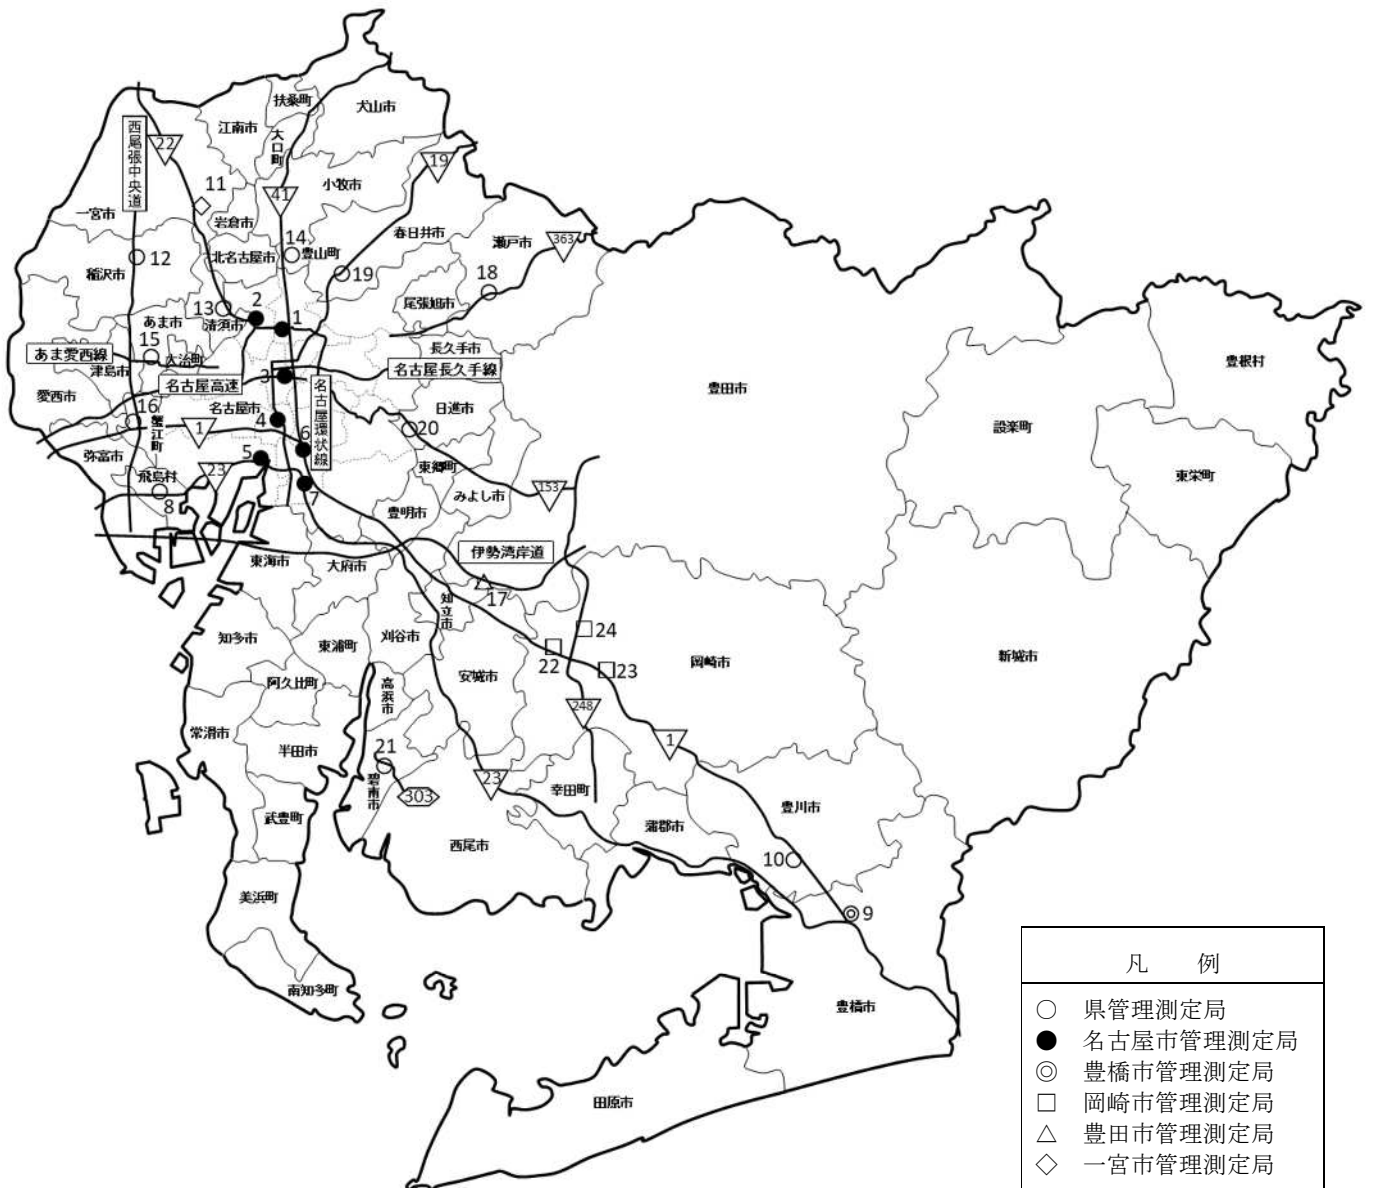 扶桑町
犬山市
江南市
大口町
西尾張中央道
22
19
11
小牧市
41
一宮市
岩倉市
春日井市
瀬戸市
363
14
豊山町
北名古屋市
12
稲沢市
19
18
尾張旭市
13
2
あま市
清須市
1
長久手市
15
あま愛西線
大治町
津島市
名古屋長久手線
3
名古屋高速
名古屋環状線
愛西市
名古屋市
日進市
16
蟹江町
4
20
1
6
弥富市
5
東郷町
23
飛島村
みよし市
153
7
8
豊明市
伊勢湾岸道
東海市
大府市
17
知立市
豊田市
豊根村
設楽町
東栄町
新城市
24
知多市
東浦町
刈谷市
22
23
岡崎市
安城市
阿久比町
高浜市
248
常滑市
1
半田市
21
碧南市
23
303
幸田町
豊川市
武豊町
蒲郡市
西尾市
10
美浜町
9
南知多町
豊橋市
田原市
凡 例
○ 県管理測定局
● 名古屋市管理測定局
◎ 豊橋市管理測定局
□ 岡崎市管理測定局
△ 豊田市管理測定局
◇ 一宮市管理測定局